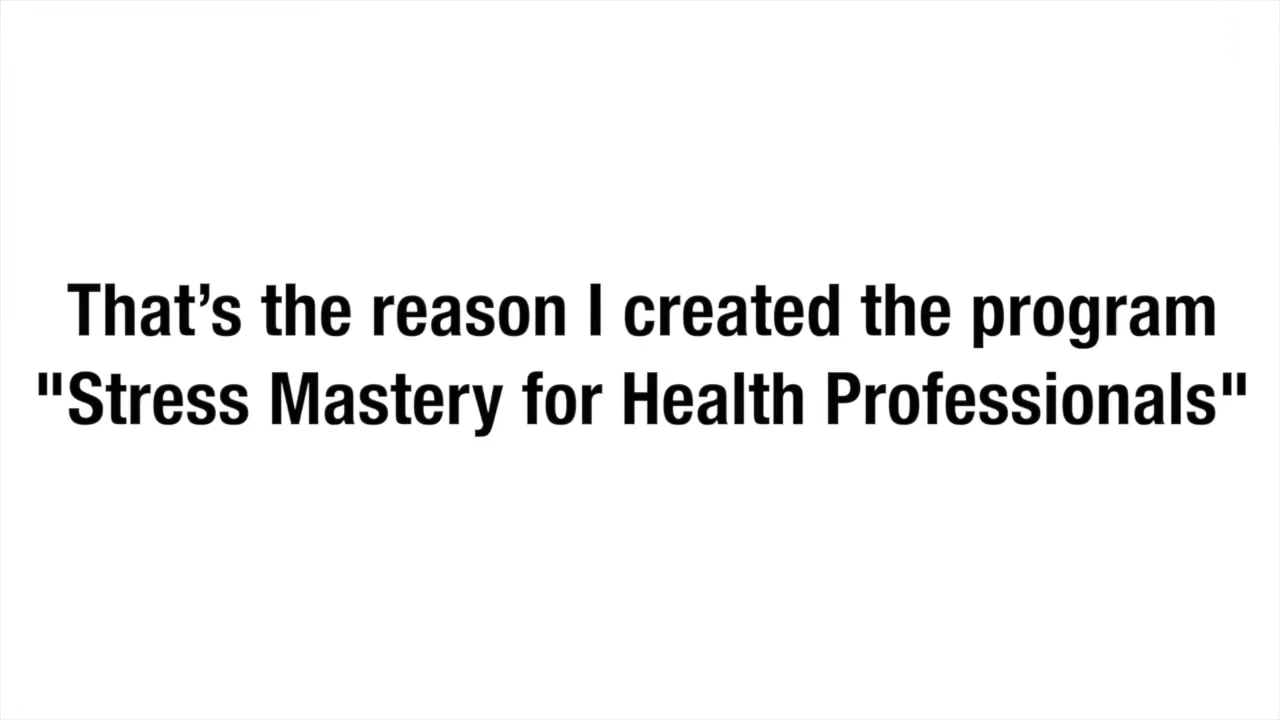 That’s the reason I created the program
"Stress Mastery for Health Professionals"